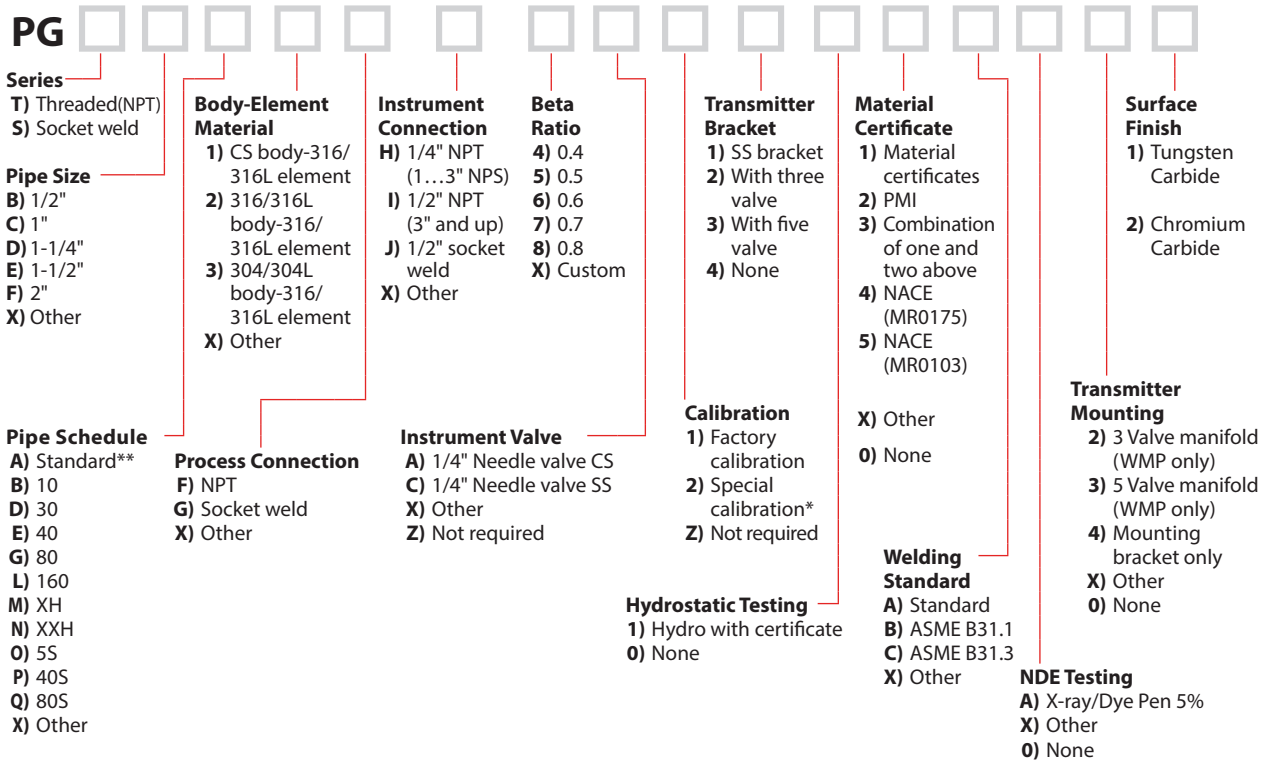 PG
Series
T) Threaded(NPT)
S) Socket weld
Pipe Size
B) 1/2"
C) 1"
D) 1-1/4"
E) 1-1/2"
F) 2"
X) Other
Pipe Schedule
A) Standard**
B) 10
D) 30
E) 40
G) 80
L) 160
M) XH
N) XXH
O) 5S
P) 40S
Q) 80S
X) Other
Body-Element
Material
1) CS body-316/
316L element
2) 316/316L
body-316/
316L element
3) 304/304L
body-316/
316L element
X) Other
Process Connection
F) NPT
G) Socket weld
X) Other
Instrument
Connection
H) 1/4" NPT
(1…3" NPS)
I) 1/2" NPT
(3" and up)
J) 1/2" socket
weld
X) Other
Beta
Ratio
4) 0.4
5) 0.5
6) 0.6
7) 0.7
8) 0.8
X) Custom
Instrument Valve
A) 1/4" Needle valve CS
C) 1/4" Needle valve SS
X) Other
Z) Not required
Calibration
1) Factory
calibration
2) Special
calibration*
Z) Not required
Transmitter
Bracket
1) SS bracket
2) With three
valve
3) With five
valve
4) None
Hydrostatic Testing
1) Hydro with certificate
0) None
Material
Certificate
1) Material
certificates
2) PMI
3) Combination
of one and
two above
4) NACE
(MR0175)
5) NACE
(MR0103)
X) Other
0) None
Welding
Standard
A) Standard
B) ASME B31.1
C) ASME B31.3
X) Other
NDE Testing
A) X-ray/Dye Pen 5%
X) Other
0) None
Transmitter
Mounting
2) 3 Valve manifold
(WMP only)
3) 5 Valve manifold
(WMP only)
4) Mounting
bracket only
X) Other
0) None
Surface
Finish
1) Tungsten
Carbide
2) Chromium
Carbide